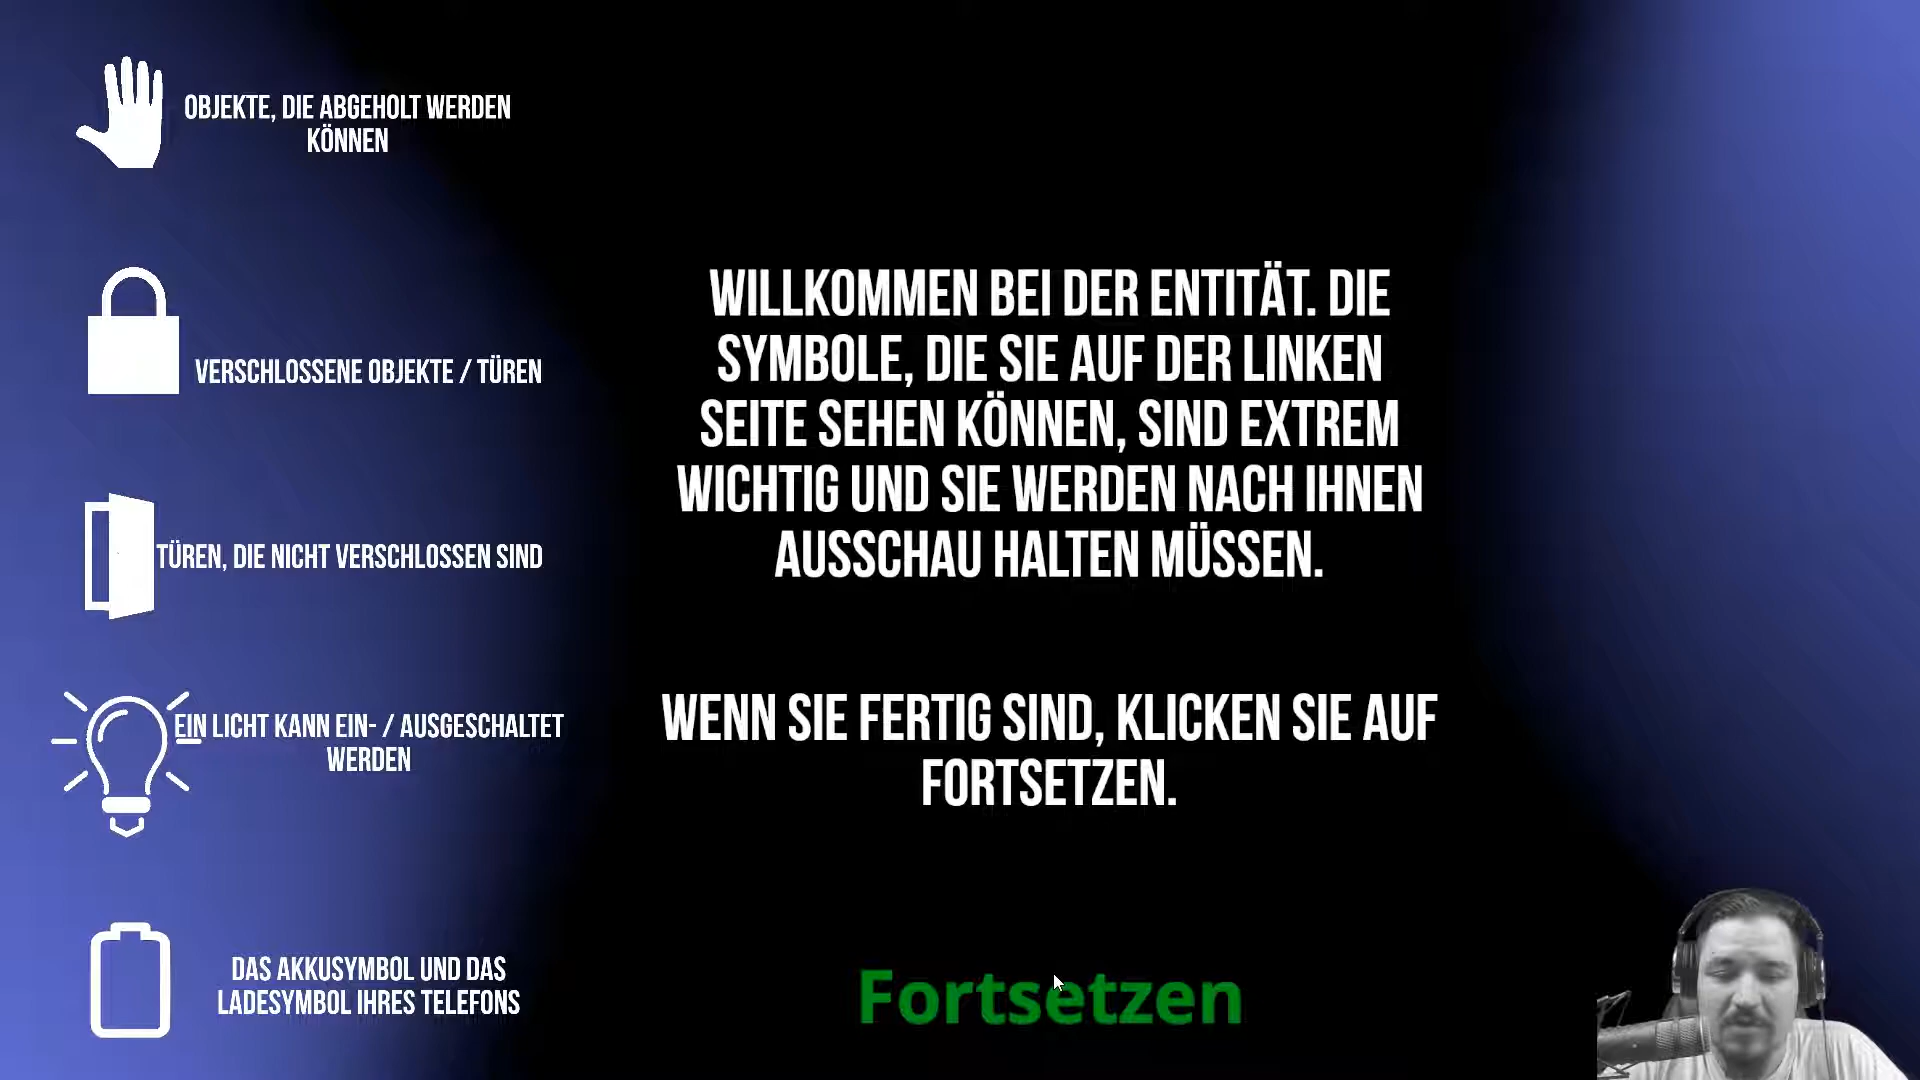 OBJEKTE, DIE ABGEHOLT WERDEN
KÖNNEN
VERSCHLOSSENE OBJEKTE / TÜREN
TÜREN, DIE NICHT VERSCHLOSSEN SIND
EIN LICHT KANN EIN- / AUSGESCHALTET
WERDEN
DAS AKKUSYMBOL UND DAS
LADESYMBOL IHRES TELEFONS
WILLKOMMEN BEI DER ENTITÄT. DIE
SYMBOLE, DIE SIE AUF DER LINKEN
SEITE SEHEN KÖNNEN, SIND EXTREM
WICHTIG UND SIE WERDEN NACH IHNEN
AUSSCHAU HALTEN MÜSSEN.
WENN SIE FERTIG SIND, KLICKEN SIE AUF
FORTSETZEN.
Fortsetzen